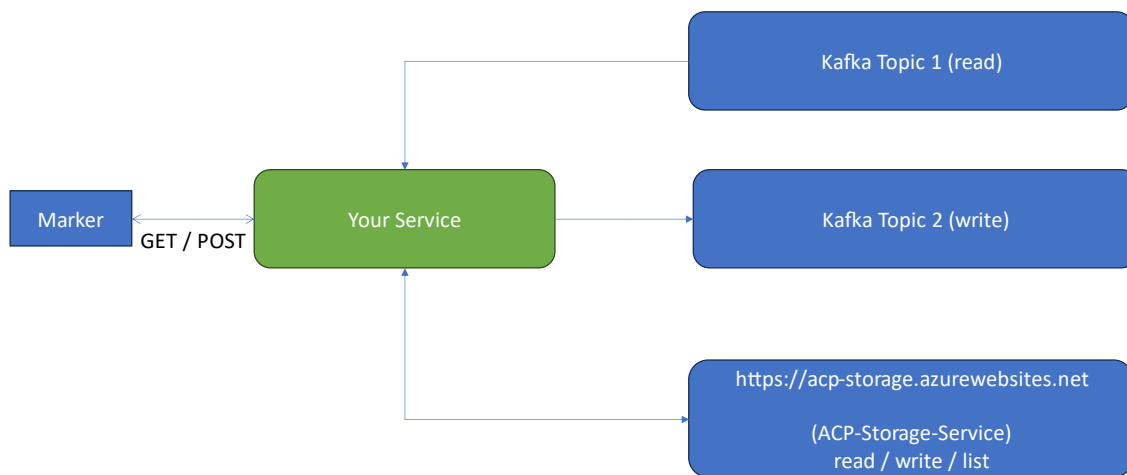 Kafka Topic 1 (read)
Marker
GET / POST
Your Service
Kafka Topic 2 (write)
https://acp-storage.azurewebsites.net
(ACP-Storage-Service)
read / write / list